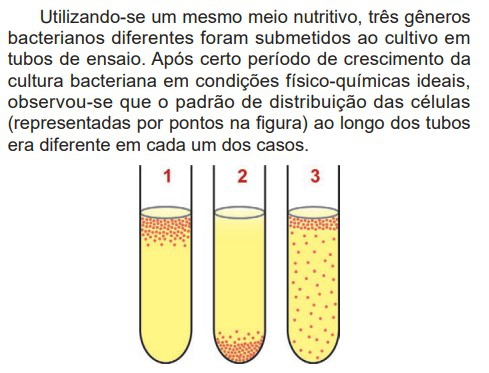 Utilizando-se um mesmo meio nutritivo, três gêneros
bacterianos diferentes foram submetidos ao cultivo em
tubos de ensaio. Após certo período de crescimento da
cultura bacteriana em condições físico-químicas ideais,
observou-se que o padrão de distribuição das células
(representadas por pontos na figura) ao longo dos tubos
era diferente em cada um dos casos.
1 2 3